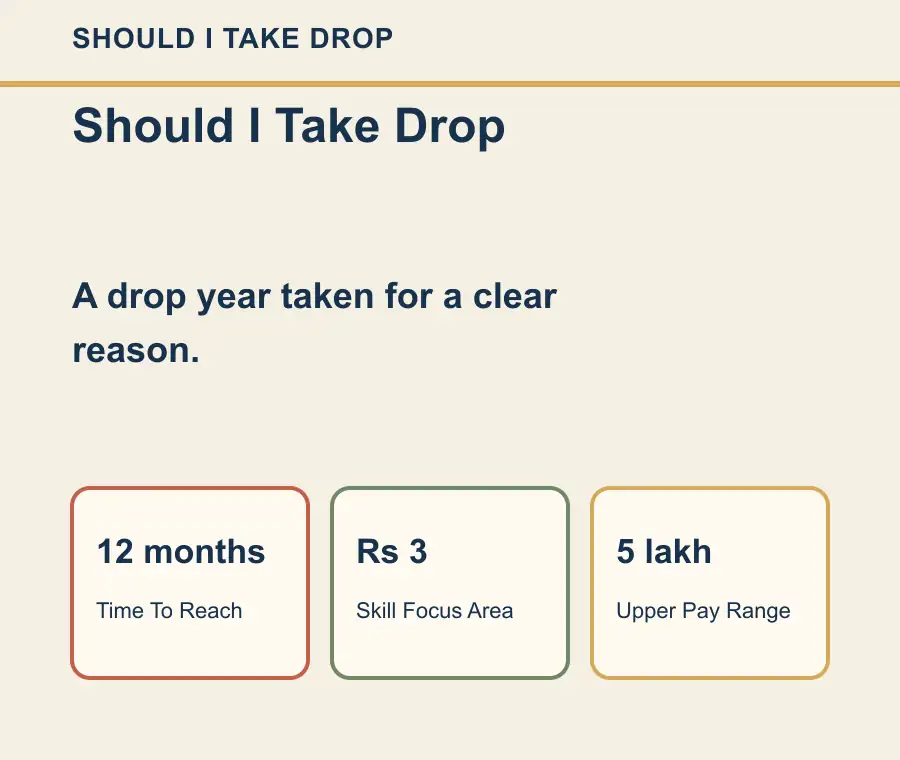 SHOULD I TAKE DROP
Should I Take Drop
A drop year taken for a clear
reason.
12 months
Time To Reach
Rs 3
Skill Focus Area
5 lakh
Upper Pay Range